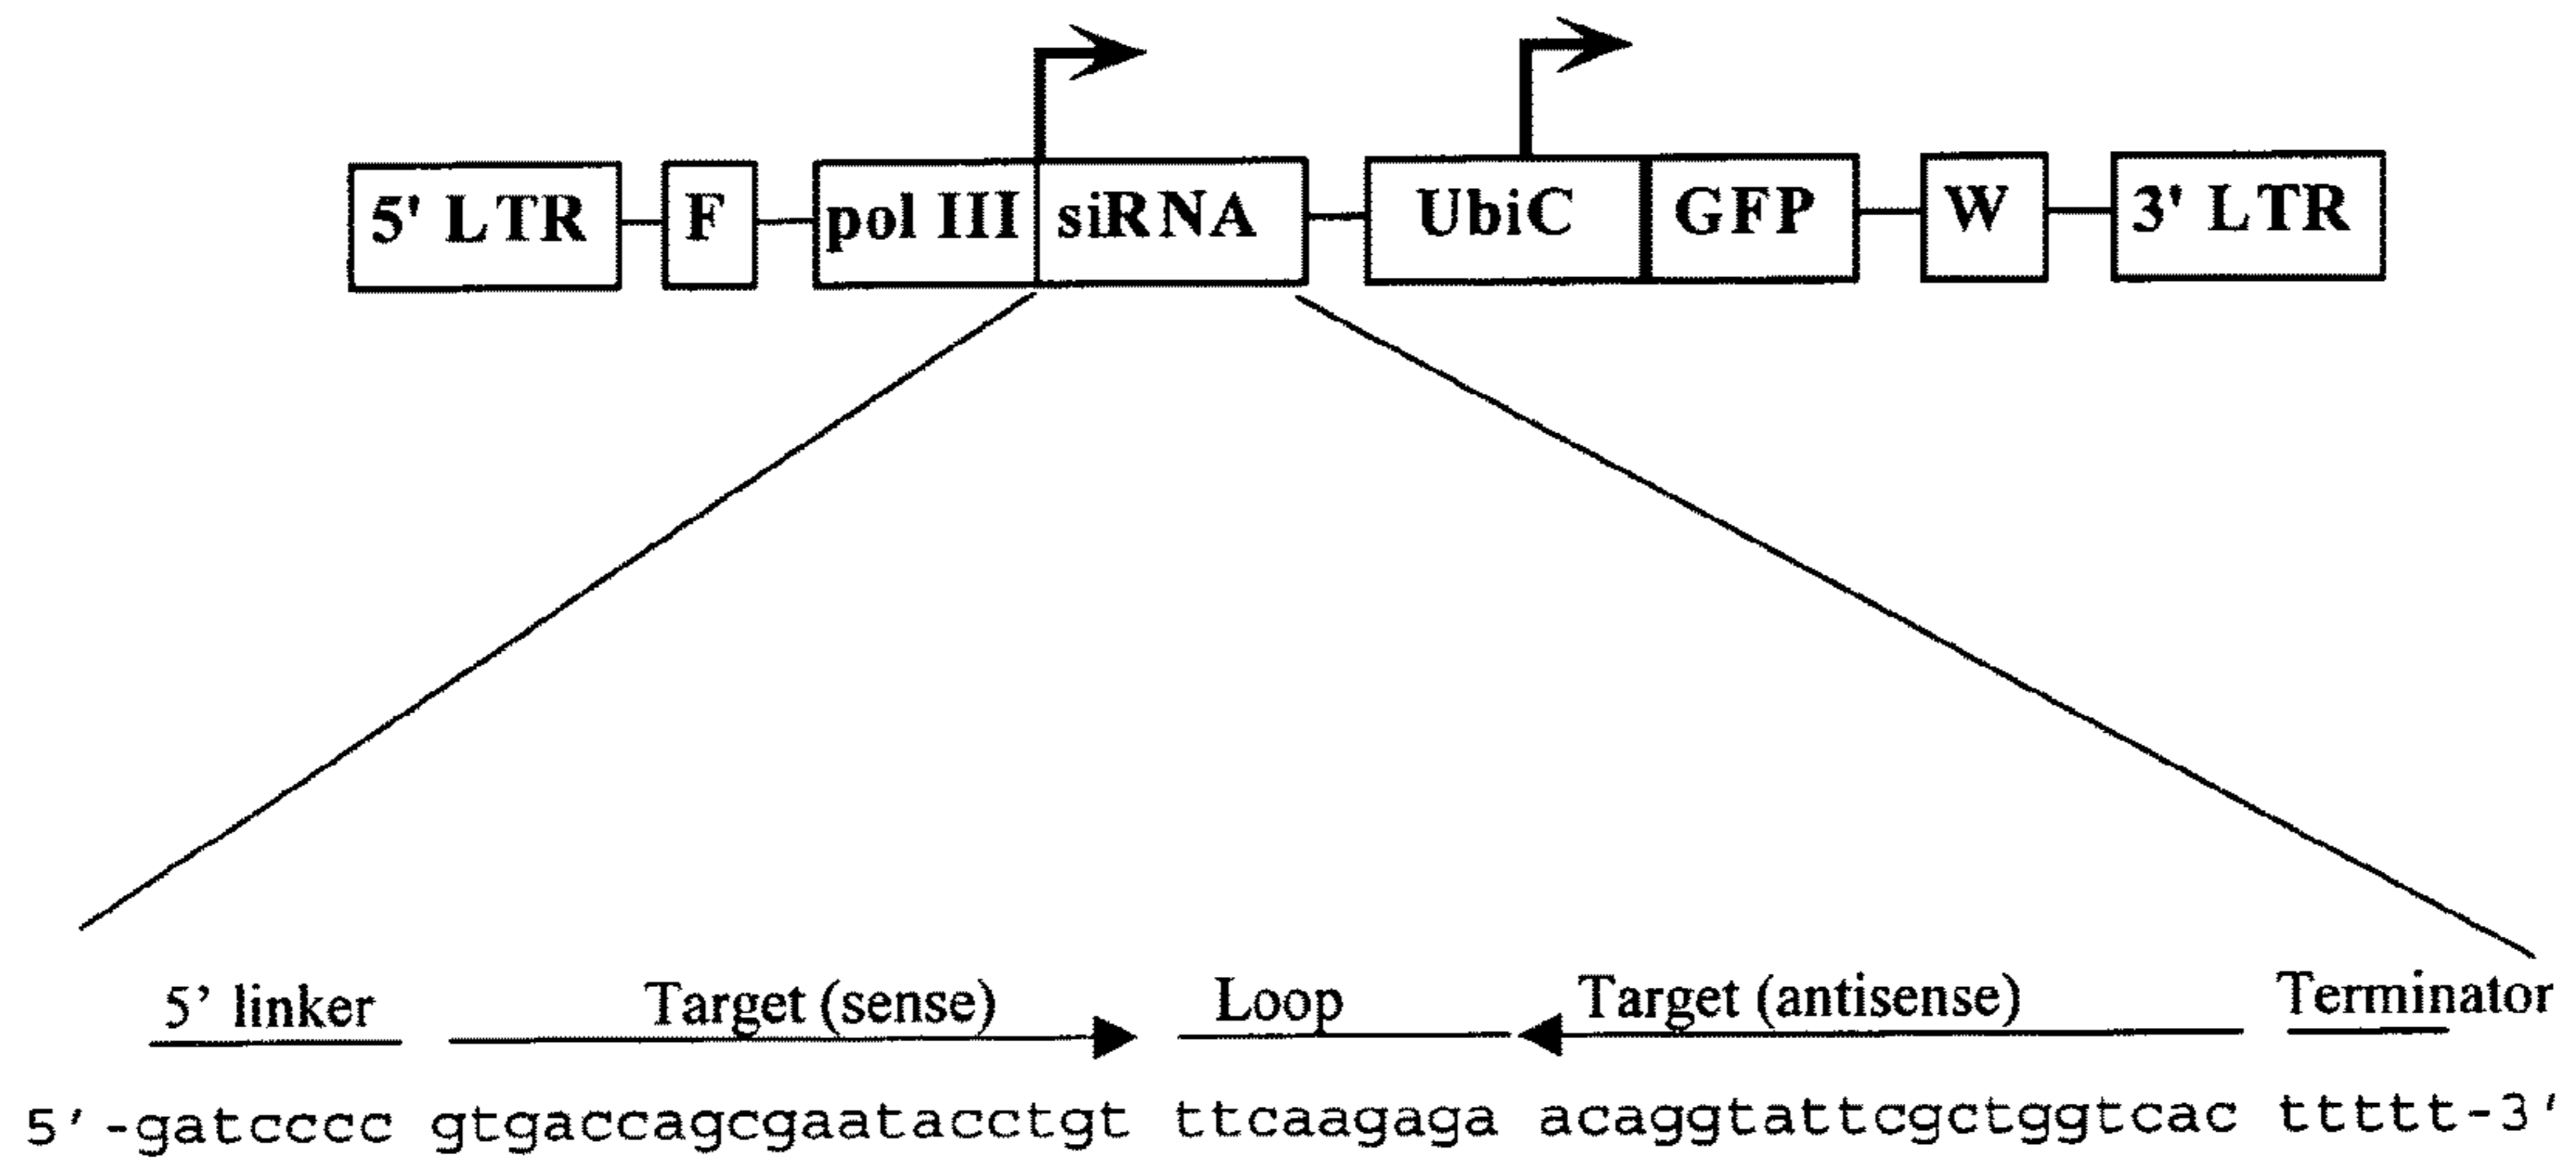 5' LTR F pol III siRNA UbiC GFP W 3' LTR
5’ linker Target (sense) Loop Target (antisense) Terminator
5'-gatcccc gtgaccagcgaatacctgt ttcaagaga acaggtattcgctggtcac ttttt-3'